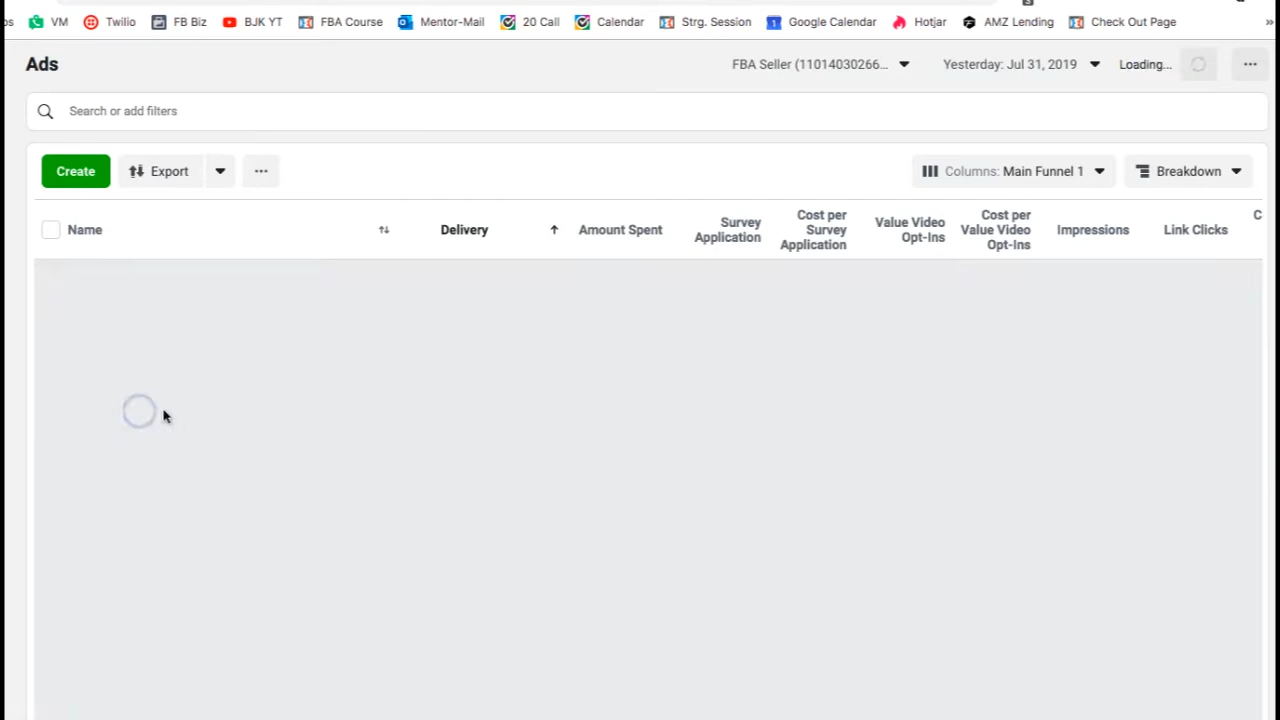 os VM Twilio FB Biz BJK YT FBA Course Mentor-Mail 20 Call Calendar Strg. Session Google Calendar Hotjar AMZ Lending Check Out Page »
Ads FBA Seller (11014030266... Yesterday: Jul 31, 2019 Loading...
Search or add filters
Create Export Columns: Main Funnel 1 Breakdown
Name Delivery Amount Spent Survey Application Cost per Survey Application Value Video Opt-Ins Cost per Value Video Opt-Ins Impressions Link Clicks C